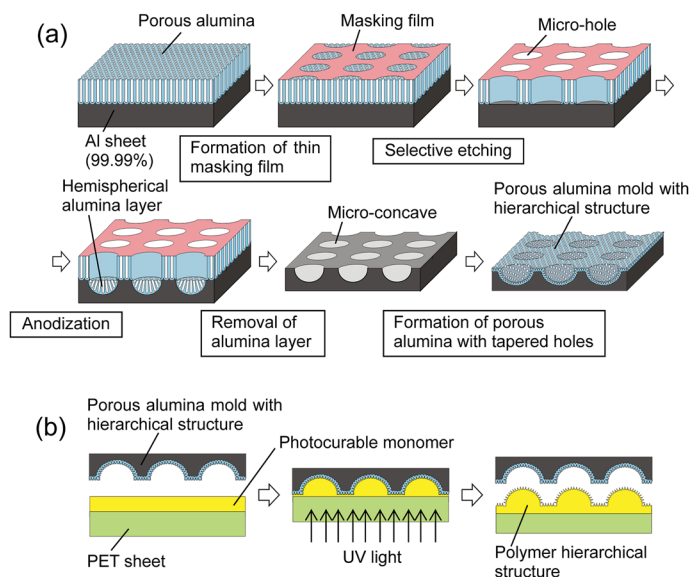 (a)
Porous alumina
Masking film
Micro-hole
Al sheet
(99.99%)
Formation of thin
masking film
Selective etching
Hemispherical
alumina layer
Micro-concave
Porous alumina mold with
hierarchical structure
Anodization
Removal of
alumina layer
Formation of porous
alumina with tapered holes
(b)
Porous alumina mold with
hierarchical structure
Photocurable monomer
PET sheet
UV light
Polymer hierarchical
structure